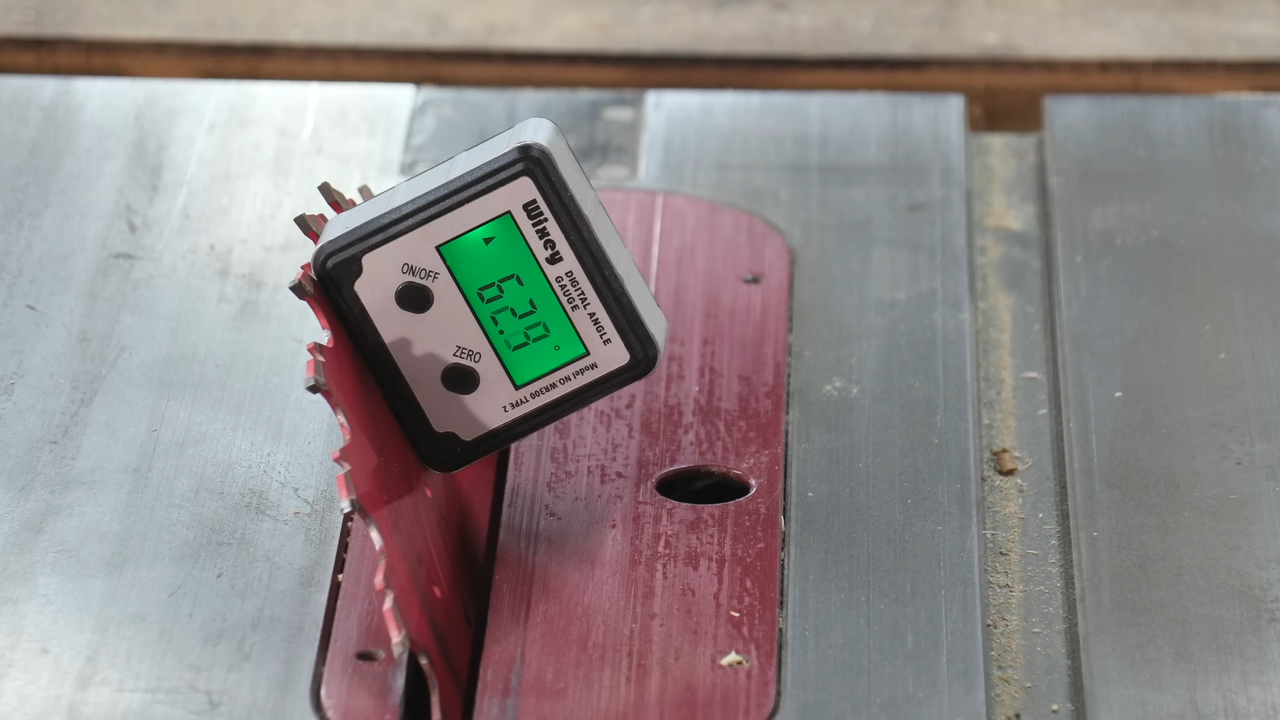 Wixey
DIGITAL ANGLE
GAUGE
62.9°
ON/OFF
ZERO
Model NO.WR300 TYPE 2